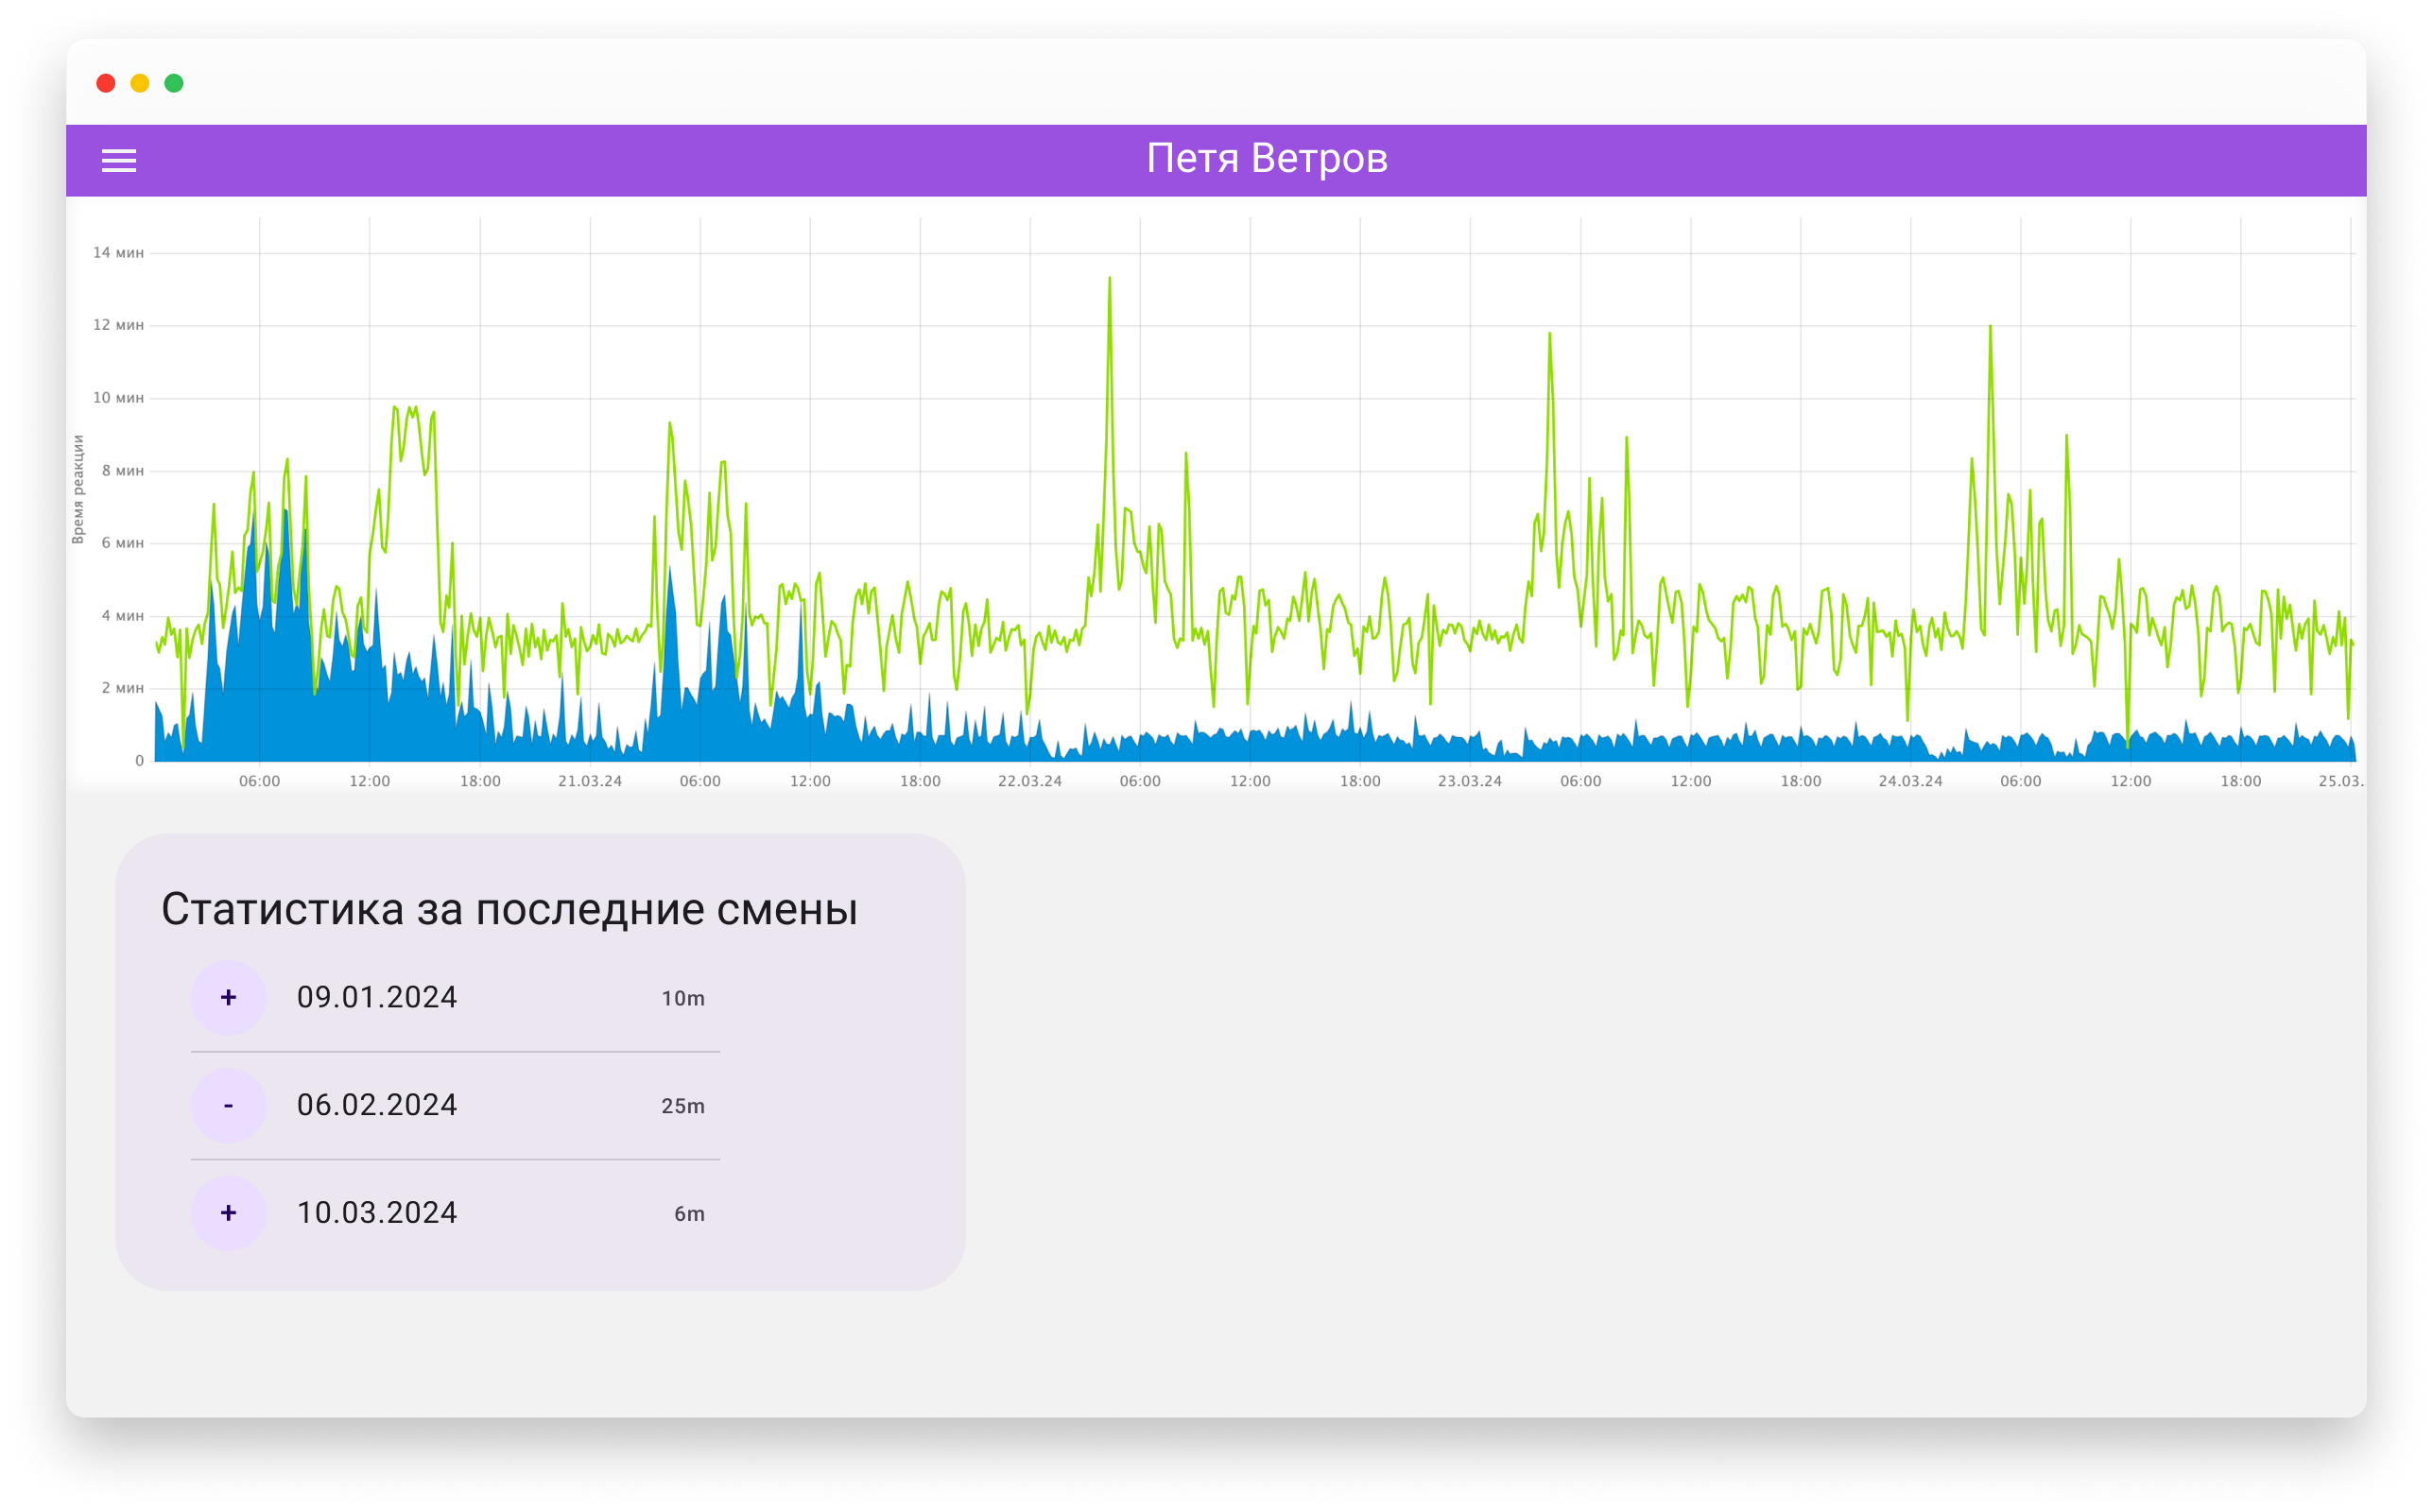 Петя Ветров
14 мин
12 мин
10 мин
8 мин
6 мин
4 мин
2 мин
0
Время реакции
06:00 12:00 18:00 21.03.24 06:00 12:00 18:00 22.03.24 06:00 12:00 18:00 23.03.24 06:00 12:00 18:00 24.03.24 06:00 12:00 18:00 25.03.
Статистика за последние смены
+ 09.01.2024 10m
- 06.02.2024 25m
+ 10.03.2024 6m